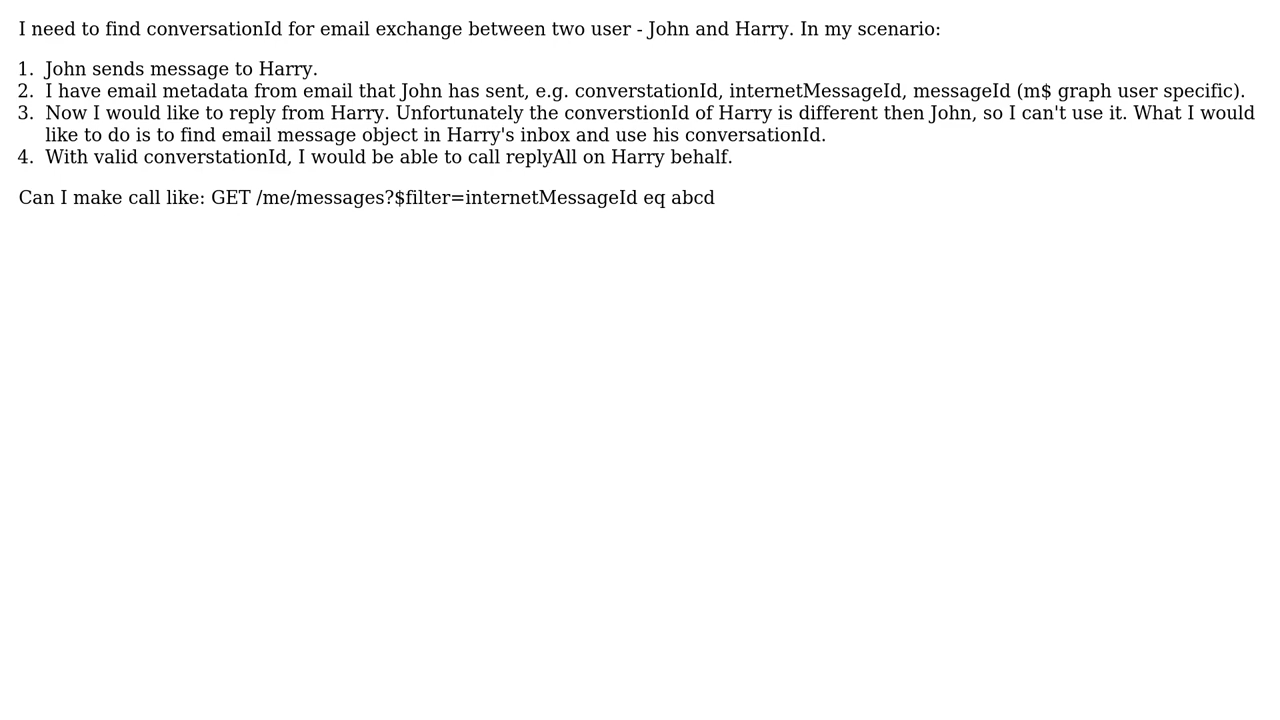 I need to find conversationId for email exchange between two user - John and Harry. In my scenario:
1. John sends message to Harry.
2. I have email metadata from email that John has sent, e.g. converstationId, internetMessageId, messageId (m$ graph user specific).
3. Now I would like to reply from Harry. Unfortunately the converstionId of Harry is different then John, so I can't use it. What I would
like to do is to find email message object in Harry's inbox and use his conversationId.
4. With valid converstationId, I would be able to call replyAll on Harry behalf.
Can I make call like: GET /me/messages?$filter=internetMessageId eq abcd